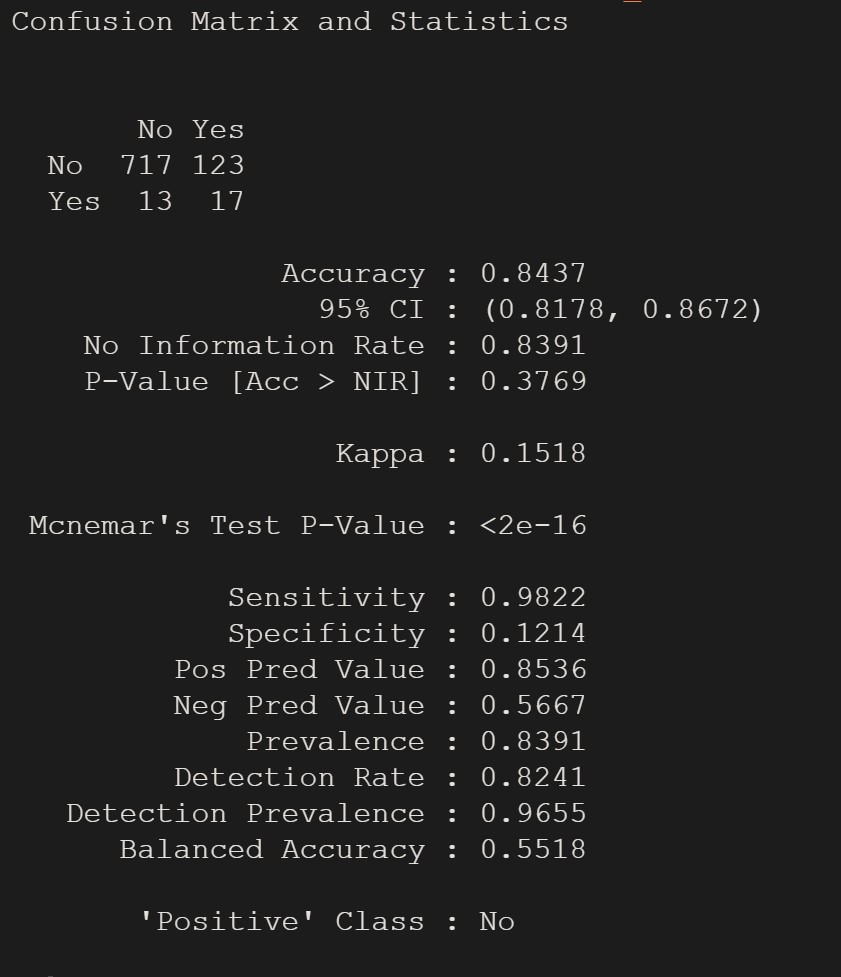 Confusion Matrix and Statistics
No Yes
No 717 123
Yes 13 17
Accuracy : 0.8437
95% CI : (0.8178, 0.8672)
No Information Rate : 0.8391
P-Value [Acc > NIR] : 0.3769
Kappa : 0.1518
Mcnemar's Test P-Value : <2e-16
Sensitivity : 0.9822
Specificity : 0.1214
Pos Pred Value : 0.8536
Neg Pred Value : 0.5667
Prevalence : 0.8391
Detection Rate : 0.8241
Detection Prevalence : 0.9655
Balanced Accuracy : 0.5518
'Positive' Class : No